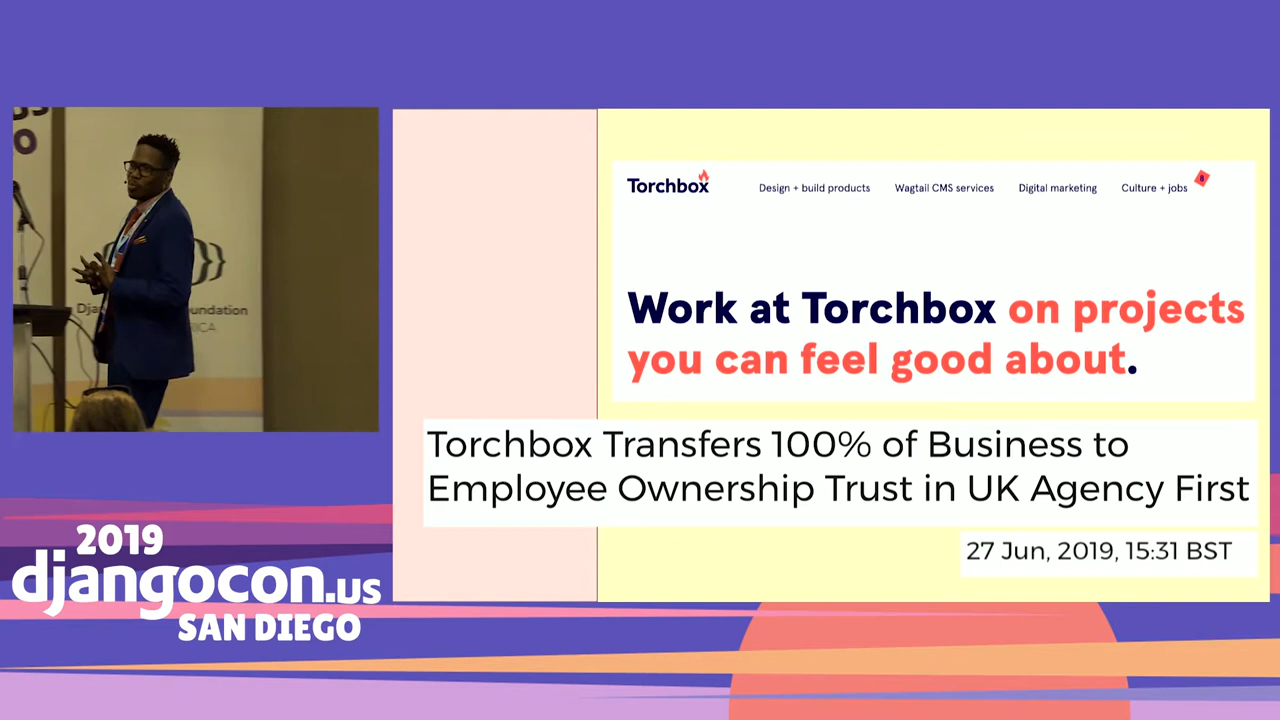 Torchbox
Design + build products
Wagtail CMS services
Digital marketing
Culture + jobs
8
Work at Torchbox on projects
you can feel good about.
Torchbox Transfers 100% of Business to
Employee Ownership Trust in UK Agency First
27 Jun, 2019, 15:31 BST
2019
djangocon.us
SAN DIEGO